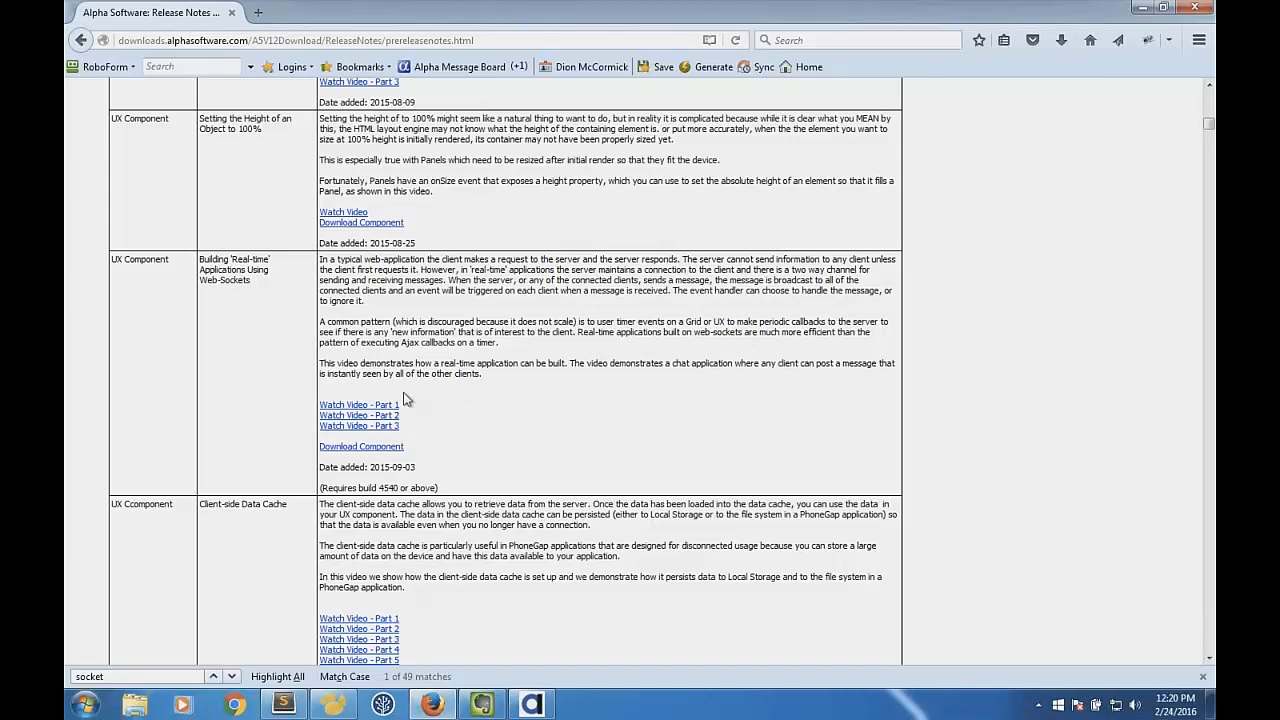 Alpha Software: Release Notes ...
downloads.alphasoftware.com/A5V12Download/ReleaseNotes/prereleasenotes.html
Search
RoboForm
Search
Logins
Bookmarks
Alpha Message Board (+1)
Dion McCormick
Save
Generate
Sync
Home
Watch Video - Part 3
Date added: 2015-08-09
UX Component
Setting the Height of an
Object to 100%
Setting the height of to 100% might seem like a natural thing to want to do, but in reality it is complicated because while it is clear what you MEAN by
this, the HTML layout engine may not know what the height of the containing element is. or put more accurately, when the the element you want to
size at 100% height is initially rendered, its container may not have been properly sized yet.
This is especially true with Panels which need to be resized after initial render so that they fit the device.
Fortunately, Panels have an onSize event that exposes a height property, which you can use to set the absolute height of an element so that it fills a
Panel, as shown in this video.
Watch Video
Download Component
Date added: 2015-08-25
UX Component
Building 'Real-time'
Applications Using
Web-Sockets
In a typical web-application the client makes a request to the server and the server responds. The server cannot send information to any client unless
the client first requests it. However, in 'real-time' applications the server maintains a connection to the client and there is a two way channel for
sending and receiving messages. When the server, or any of the connected clients, sends a message, the message is broadcast to all of the
connected clients and an event will be triggered on each client when a message is received. The event handler can choose to handle the message, or
to ignore it.
A common pattern (which is discouraged because it does not scale) is to user timer events on a Grid or UX to make periodic callbacks to the server to
see if there is any 'new information' that is of interest to the client. Real-time applications built on web-sockets are much more efficient than the
pattern of executing Ajax callbacks on a timer.
This video demonstrates how a real-time application can be built. The video demonstrates a chat application where any client can post a message that
is instantly seen by all of the other clients.
Watch Video - Part 1
Watch Video - Part 2
Watch Video - Part 3
Download Component
Date added: 2015-09-03
(Requires build 4540 or above)
UX Ccomponent
Client-side Data Cache
The client-side data cache allows you to retrieve data from the server. Once the data has been loaded into the data cache, you can use the data in
your UX component. The data in the client-side data cache can be persisted (either to Local Storage or to the file system in a PhoneGap application) so
that the data is available even when you no longer have a connection.
The client-side data cache is particularly useful in PhoneGap applications that are designed for disconnected usage because you can store a large
amount of data on the device and have this data available to your application.
In this video we show how the client-side data cache is set up and we demonstrate how it persists data to Local Storage and to the file system in a
PhoneGap application.
Watch Video - Part 1
Watch Video - Part 2
Watch Video - Part 3
Watch Video - Part 4
Watch Video - Part 5
socket
Highlight All
Match Case
1 of 49 matches
12:20 PM
2/24/2016